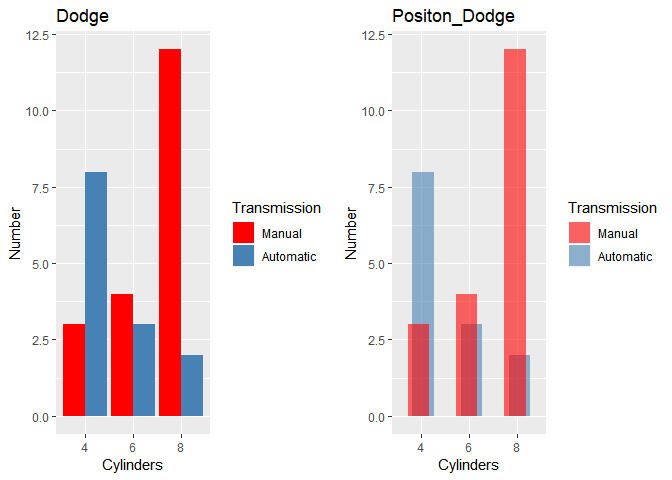 Dodge
12.5
10.0
7.5
5.0
2.5
0.0
Number
4 6 8
Cylinders
Transmission
Manual
Automatic
Positon_Dodge
12.5
10.0
7.5
5.0
2.5
0.0
Number
4 6 8
Cylinders
Transmission
Manual
Automatic